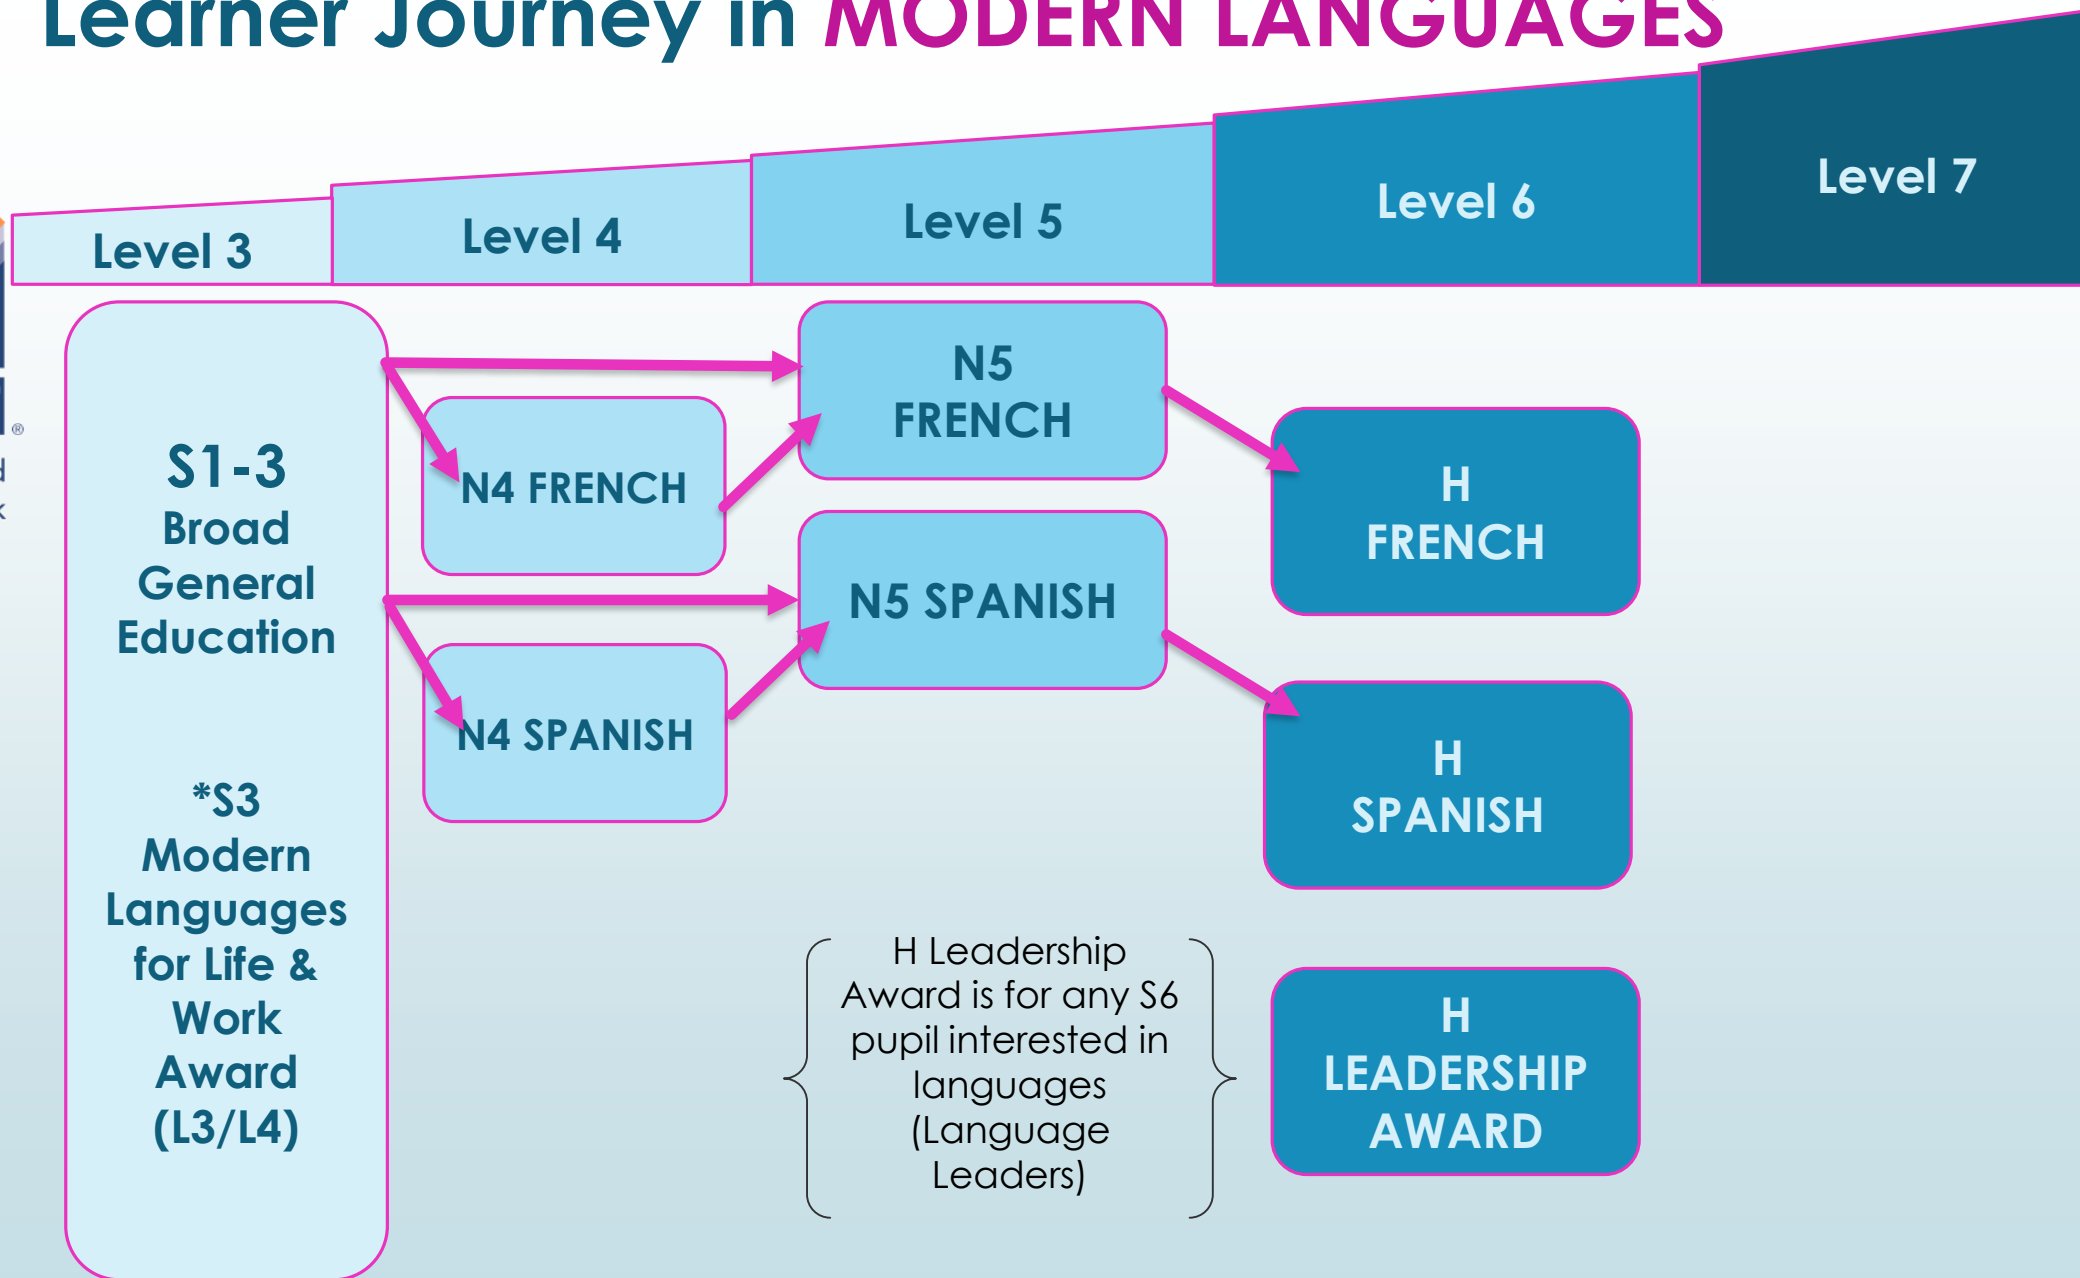 Learner Journey in MODERN LANGUAGES
Level 3
Level 4
Level 5
Level 6
Level 7
S1-3
Broad
General
Education
*S3
Modern
Languages
for Life &
Work
Award
(L3/L4)
N4 FRENCH
N4 SPANISH
N5
FRENCH
N5 SPANISH
H
FRENCH
H
SPANISH
H Leadership
Award is for any S6
pupil interested in
languages
(Language
Leaders)
H
LEADERSHIP
AWARD
®